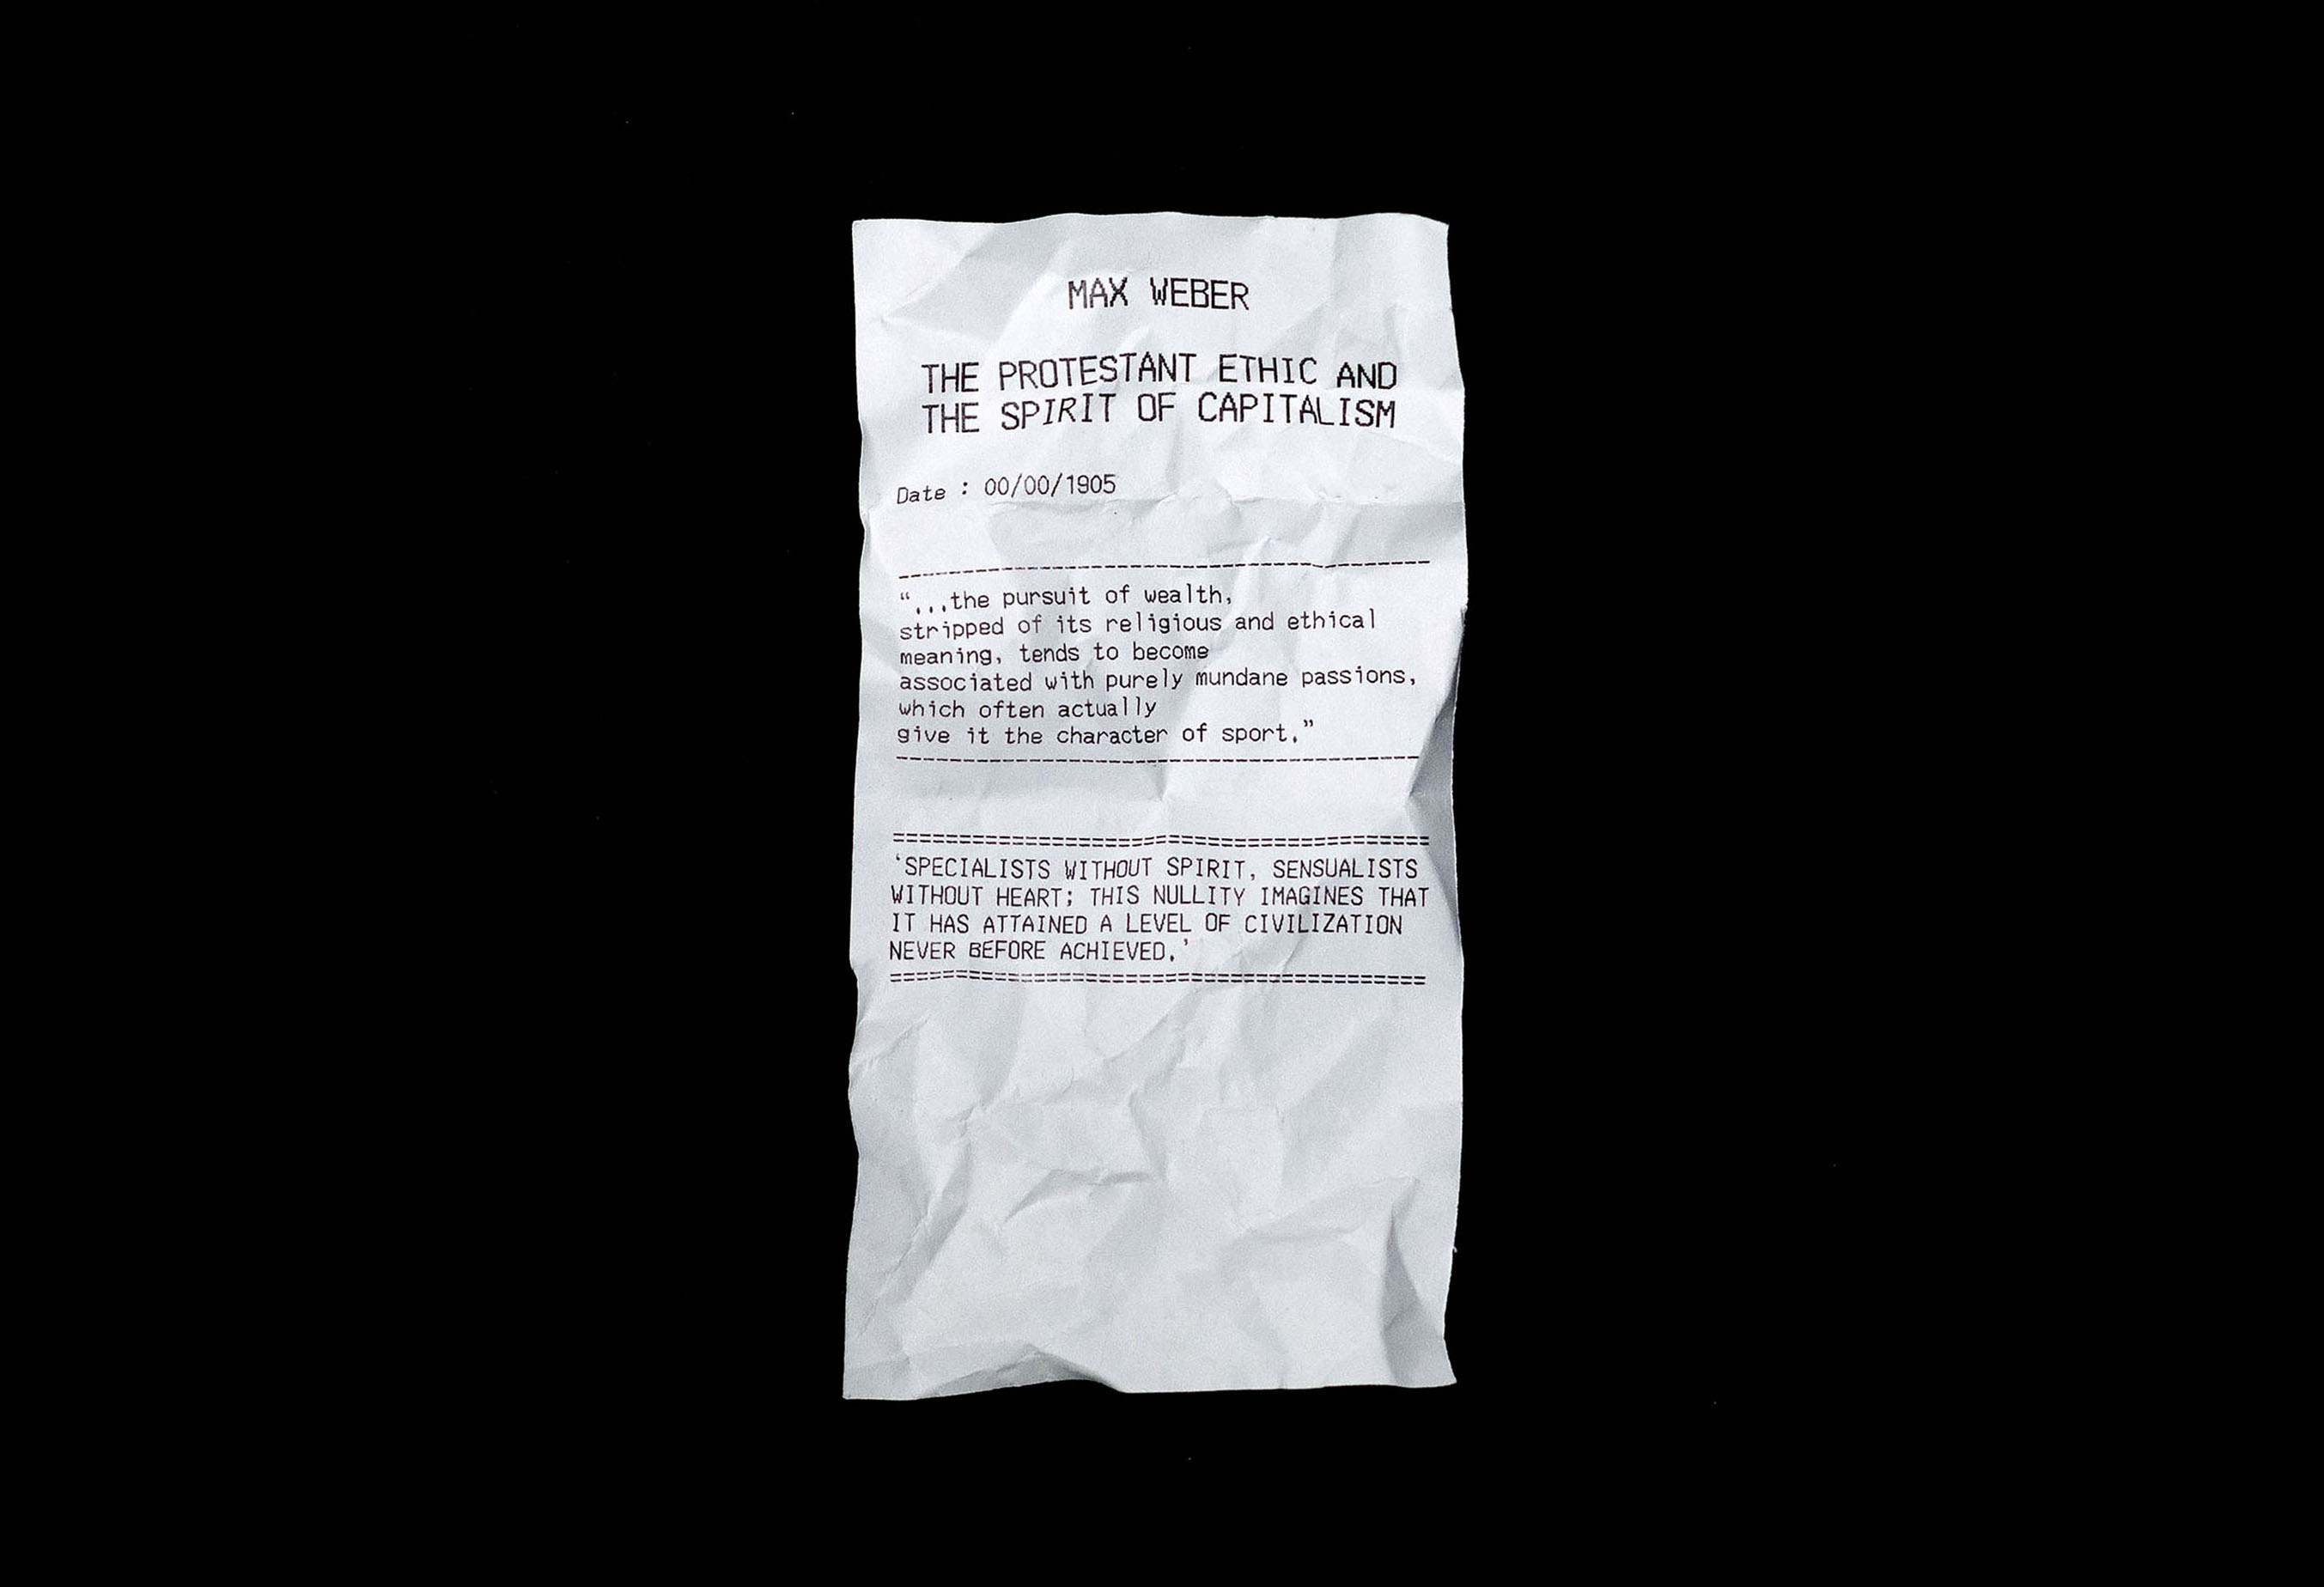 MAX WEBER
THE PROTESTANT ETHIC AND
THE SPIRIT OF CAPITALISM
Date : 00/00/1905
----------------------------------------
“...the pursuit of wealth,
stripped of its religious and ethical
meaning, tends to become
associated with purely mundane passions,
which often actually
give it the character of sport.”
----------------------------------------
========================================
‘SPECIALISTS WITHOUT SPIRIT, SENSUALISTS
WITHOUT HEART; THIS NULLITY IMAGINES THAT
IT HAS ATTAINED A LEVEL OF CIVILIZATION
NEVER BEFORE ACHIEVED.’
========================================